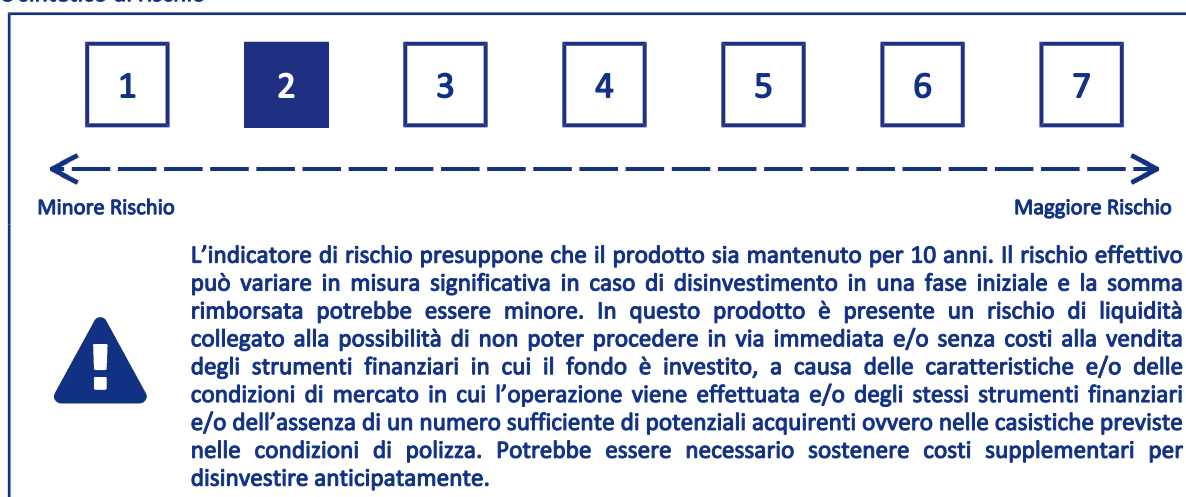 1 2 3 4 5 6 7
Minore Rischio Maggiore Rischio
L’indicatore di rischio presuppone che il prodotto sia mantenuto per 10 anni. Il rischio effettivo
può variare in misura significativa in caso di disinvestimento in una fase iniziale e la somma
rimborsata potrebbe essere minore. In questo prodotto è presente un rischio di liquidità
collegato alla possibilità di non poter procedere in via immediata e/o senza costi alla vendita
degli strumenti finanziari in cui il fondo è investito, a causa delle caratteristiche e/o delle
condizioni di mercato in cui l’operazione viene effettuata e/o degli stessi strumenti finanziari
e/o dell’assenza di un numero sufficiente di potenziali acquirenti ovvero nelle casistiche previste
nelle condizioni di polizza. Potrebbe essere necessario sostenere costi supplementari per
disinvestire anticipatamente.